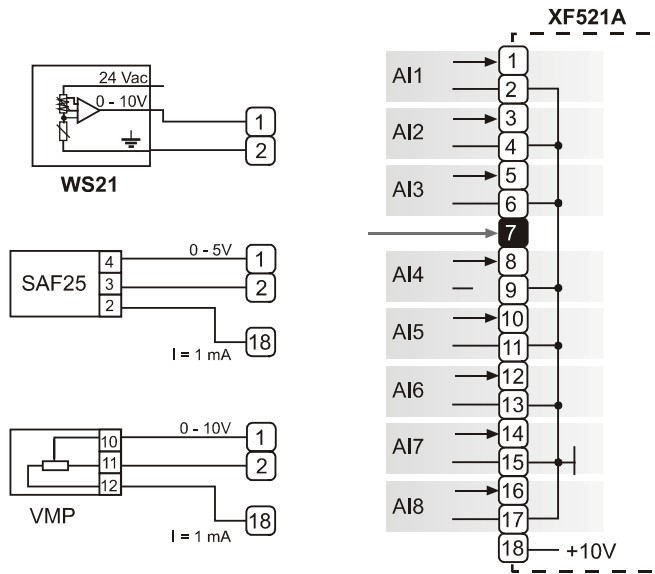 24 Vac
0 - 10V
1
2
WS21
SAF25
4
3
2
0 - 5V
1
2
18
I = 1 mA
VMP
10
11
12
0 - 10V
1
2
18
I = 1 mA
XF521A
AI1
1
2
AI2
3
4
AI3
5
6
7
AI4
8
9
AI5
10
11
AI6
12
13
AI7
14
15
AI8
16
17
18
+10V